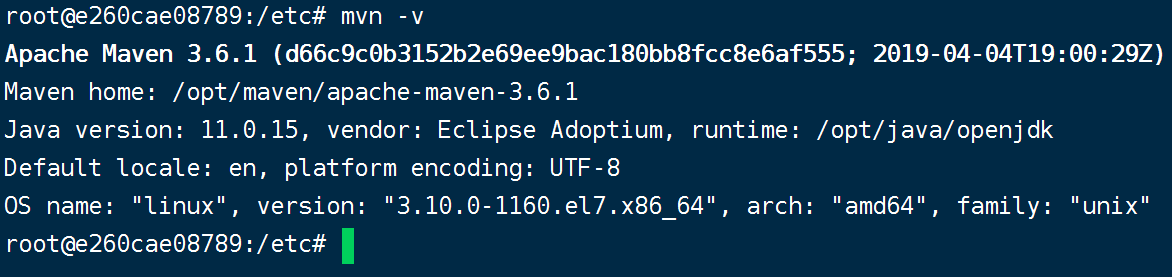 root@e260cae08789:/etc# mvn -v
Apache Maven 3.6.1 (d66c9c0b3152b2e69ee9bac180bb8fcc8e6af555; 2019-04-04T19:00:29Z)
Maven home: /opt/maven/apache-maven-3.6.1
Java version: 11.0.15, vendor: Eclipse Adoptium, runtime: /opt/java/openjdk
Default locale: en, platform encoding: UTF-8
OS name: "linux", version: "3.10.0-1160.el7.x86_64", arch: "amd64", family: "unix"
root@e260cae08789:/etc#